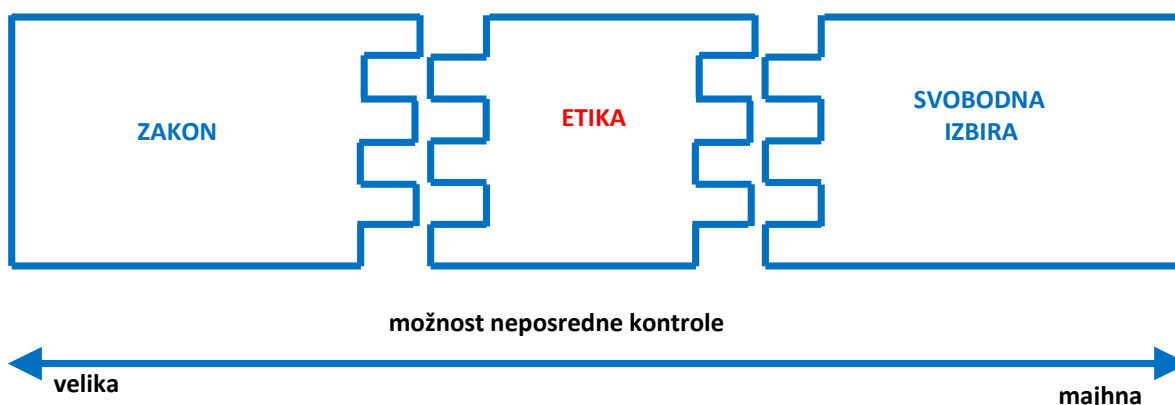 ZAKON
ETIKA
SVOBODNA
IZBIRA
možnost neposredne kontrole
velika
majhna